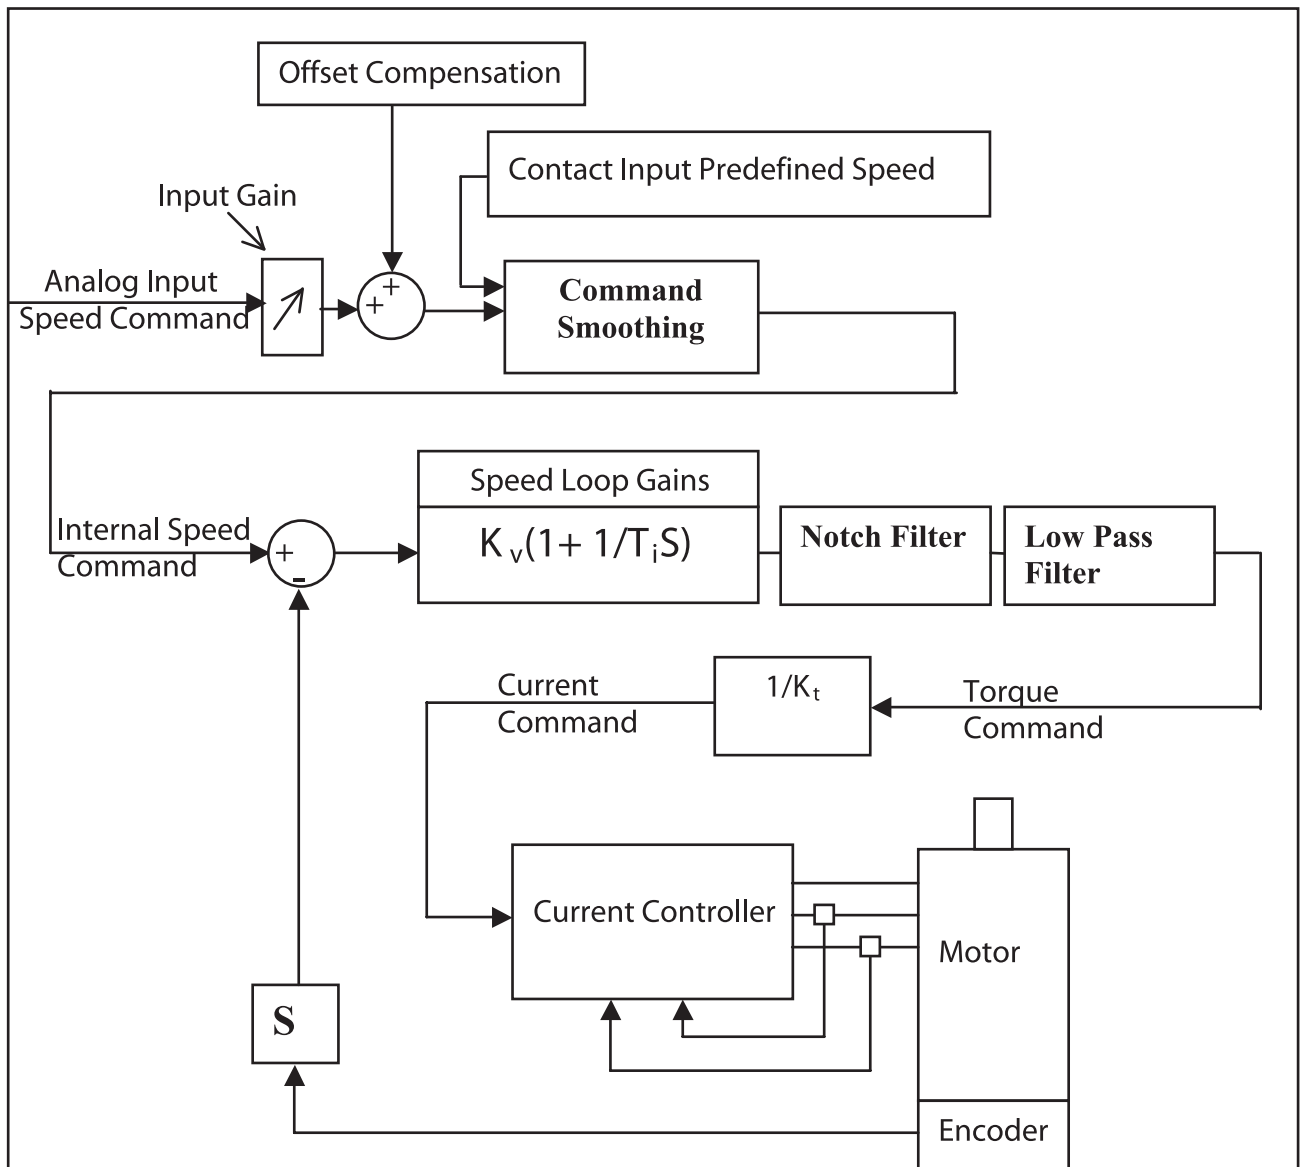 Offset Compensation
Contact Input Predefined Speed
Input Gain
Analog Input
Speed Command
+
+
Command
Smoothing
Speed Loop Gains
Internal Speed
Command
+
-
K v(1+ 1/TiS)
Notch Filter
Low Pass
Filter
Current
Command
1/Kt
Torque
Command
Current Controller
Motor
S
Encoder